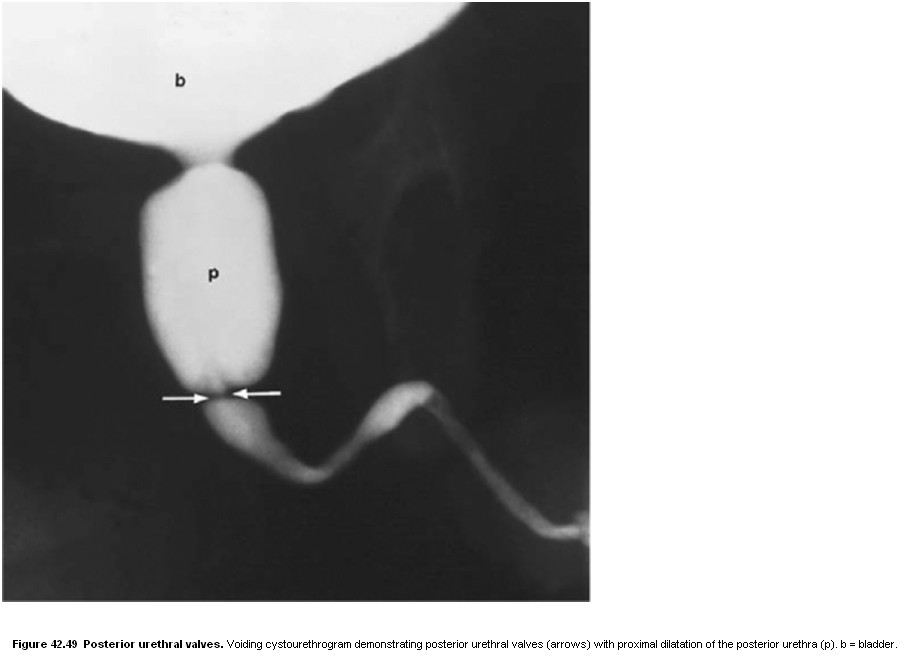 b
p
Figure 42.49 Posterior urethral valves. Voiding cystourethrogram demonstrating posterior urethral valves (arrows) with proximal dilatation of the posterior urethra (p). b = bladder.